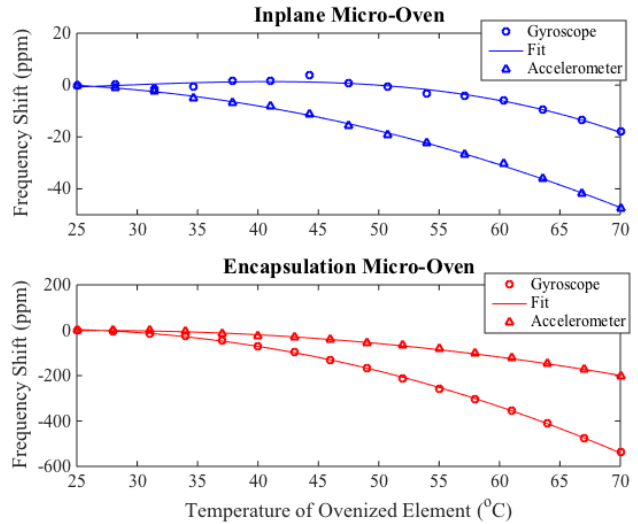 Inplane Micro-Oven
Frequency Shift (ppm)
20
0
-20
-40
25 30 35 40 45 50 55 60 65 70
Gyroscope
Fit
Accelerometer
Encapsulation Micro-Oven
Frequency Shift (ppm)
200
0
-200
-400
-600
25 30 35 40 45 50 55 60 65 70
Gyroscope
Fit
Accelerometer
Temperature of Ovenized Element (°C)